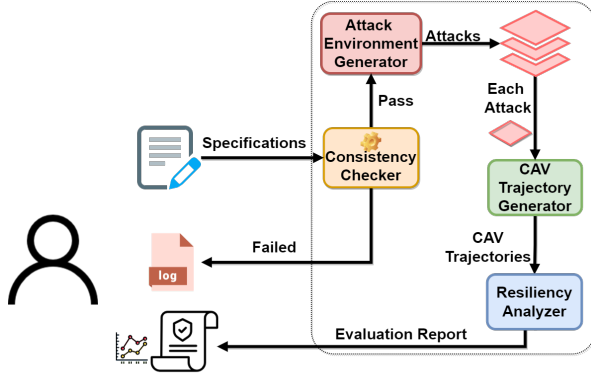 Attack
Environment
Generator
Attacks
Each
Attack
Pass
Specifications
Consistency
Checker
CAV
Trajectory
Generator
Failed
log
CAV
Trajectories
Resiliency
Analyzer
Evaluation Report